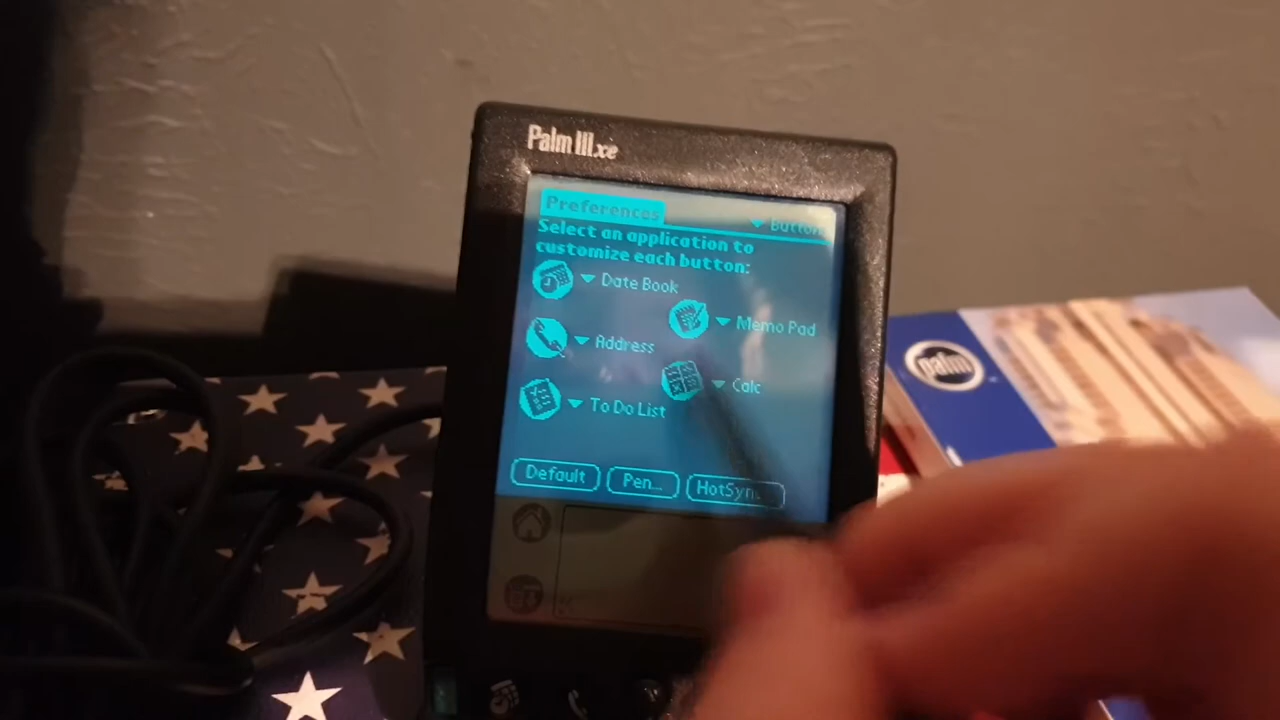 Palm IIIxe
Preferences
Button
Select an application to
customize each button:
Date Book
Memo Pad
Address
Calc
To Do List
Default
Pen...
HotSync
palm